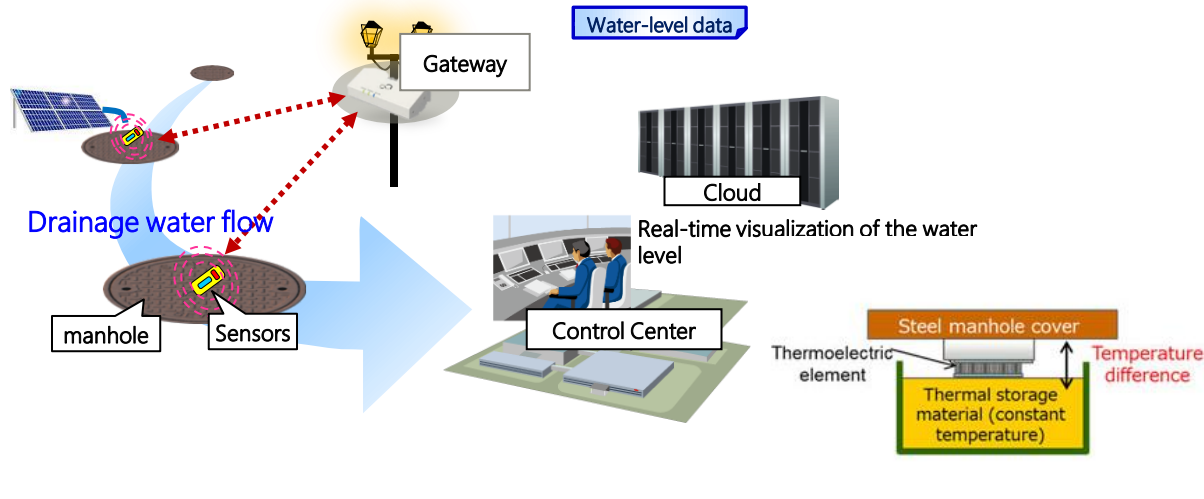 Water-level data
Gateway
Cloud
Drainage water flow
Real-time visualization of the water
level
manhole
Sensors
Control Center
Steel manhole cover
Thermoelectric
element
Temperature
difference
Thermal storage
material (constant
temperature)